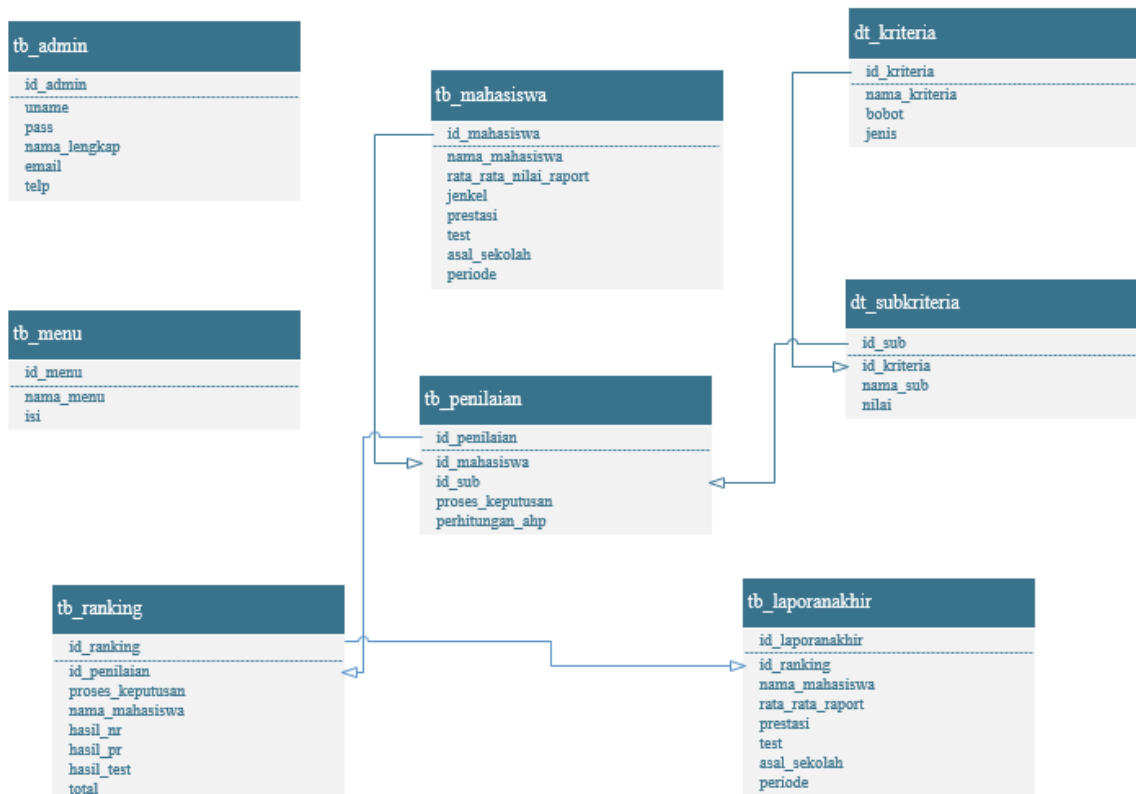 tb_admin
id_admin
uname
pass
nama_lengkap
email
telp
tb_mahasiswa
id_mahasiswa
nama_mahasiswa
rata_rata_nilai_raport
jenkel
prestasi
test
asal_sekolah
periode
dt_kriteria
id_kriteria
nama_kriteria
bobot
jenis
tb_menu
id_menu
nama_menu
isi
tb_penilaian
id_penilaian
id_mahasiswa
id_sub
proses_keputusan
perhitungan_ahp
dt_subkriteria
id_sub
id_kriteria
nama_sub
nilai
tb_ranking
id_ranking
id_penilaian
proses_keputusan
nama_mahasiswa
hasil_nr
hasil_pr
hasil_test
total
tb_laporanakhir
id_laporanakhir
id_ranking
nama_mahasiswa
rata_rata_raport
prestasi
test
asal_sekolah
periode